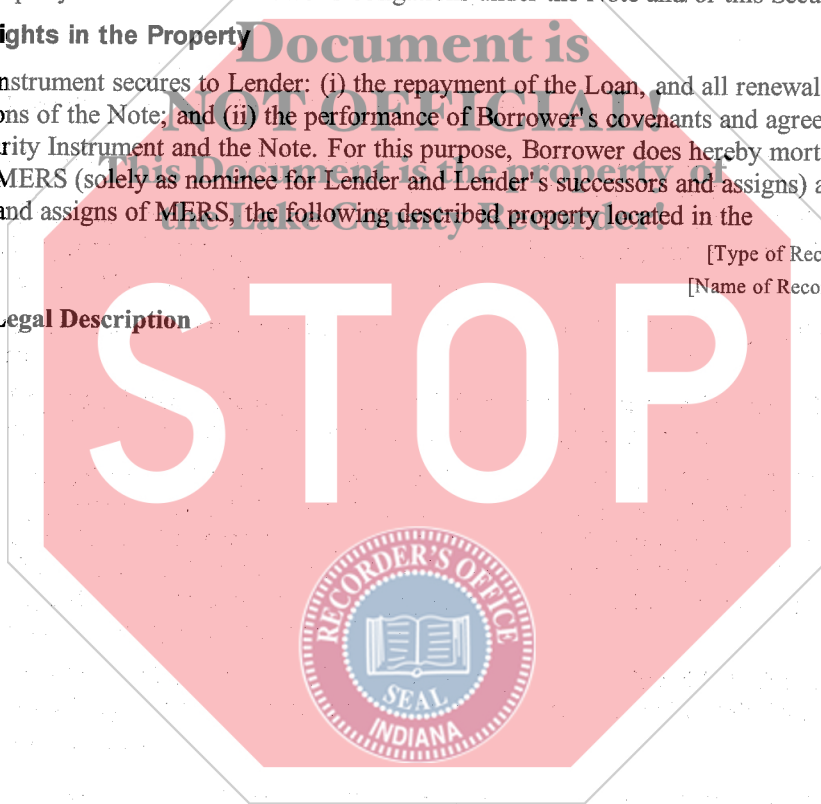 Document is
ights in the Property
nstrument secures to Lender: (i) the repayment of the Loan, and all renewal
NOT OFFICIAL!
ons of the Note; and (ii) the performance of Borrower's covenants and agree
rity Instrument and the Note. For this purpose, Borrower does hereby mort
This Document is the property of
MERS (solely as nominee for Lender and Lender's successors and assigns) a
the Lake County Recorder!
and assigns of MERS, the following described property located in the
[Type of Rec
[Name of Reco
Legal Description
STOP
RECORDER'S OFFICE
SEAL
INDIANA